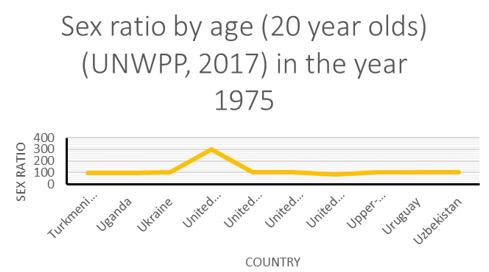 Sex ratio by age (20 year olds)
(UNWPP, 2017) in the year
1975
400
300
200
100
0
SEX RATIO
Turkmeni...
Uganda
Ukraine
United...
United...
United...
United...
Upper-...
Uruguay
Uzbekistan
COUNTRY